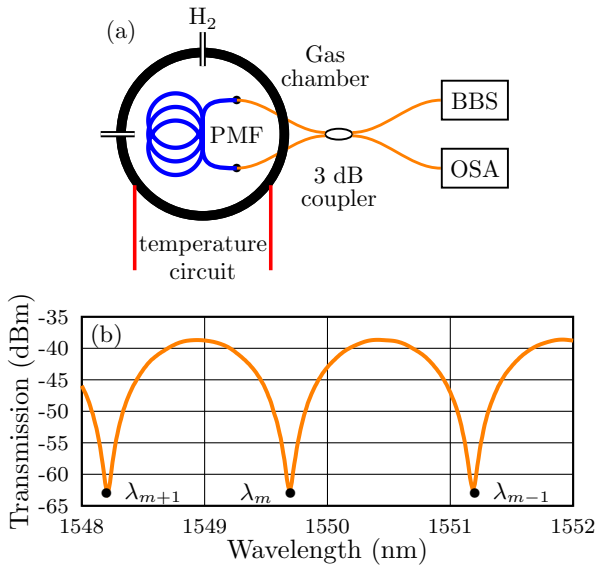 (a)
H₂
Gas
chamber
BBS
PMF
OSA
3 dB
coupler
temperature
circuit
(b)
Transmission (dBm)
-35
-40
-45
-50
-55
-60
-65
λₘ₊₁
λₘ
λₘ₋₁
1548
1549
1550
1551
1552
Wavelength (nm)